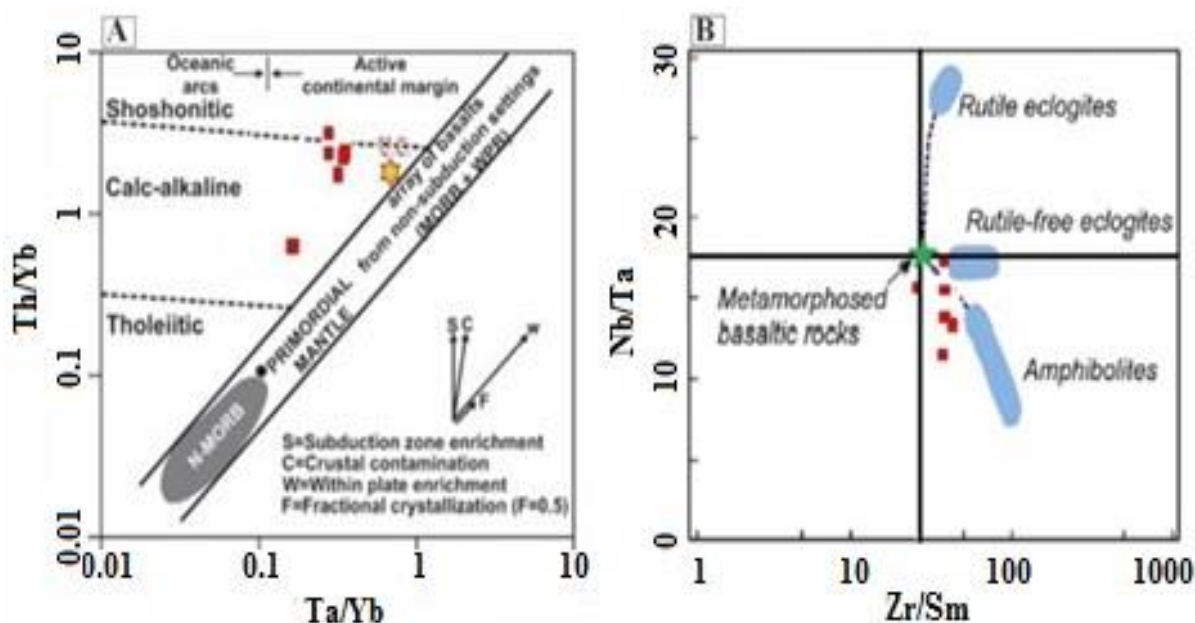 A
10
1
0.1
0.01
Th/Yb
Oceanic arcs
Active continental margin
Shoshonitic
Calc-alkaline
Tholeiitic
array of basalts
from non-subduction settings
(MORB + WPB)
PRIMORDIAL
MANTLE
N-MORB
S C
W
F
S=Subduction zone enrichment
C=Crustal contamination
W=Within plate enrichment
F=Fractional crystallization (F=0.5)
0.01 0.1 1 10
Ta/Yb
B
30
20
10
0
Nb/Ta
Rutile eclogites
Rutile-free eclogites
Metamorphosed
basaltic rocks
Amphibolites
1 10 100 1000
Zr/Sm